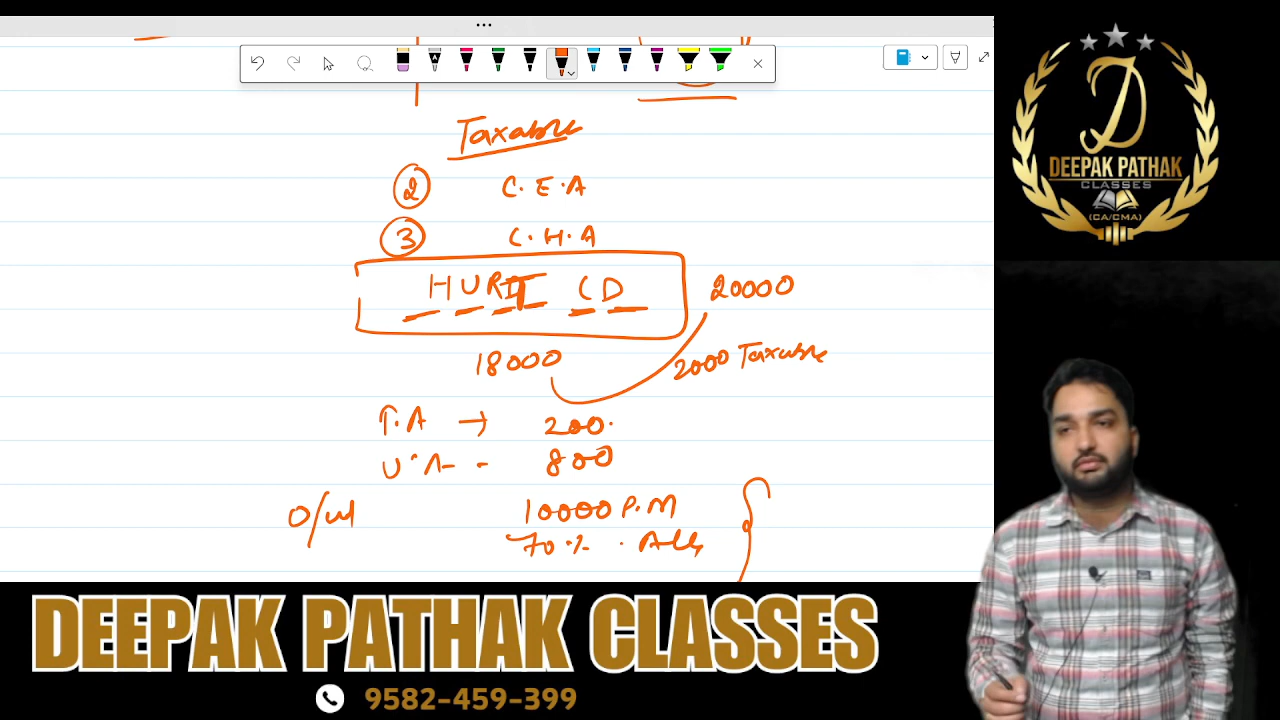 Taxable
② C.E.A
③ C.H.A
CD 20000
18000
2000 Taxable
T.A → 200.
U.A - 800
10000 P.M
70% . All
D
DEEPAK PATHAK
CLASSES
(CA/CMA)
DEEPAK PATHAK CLASSES
9582-459-399